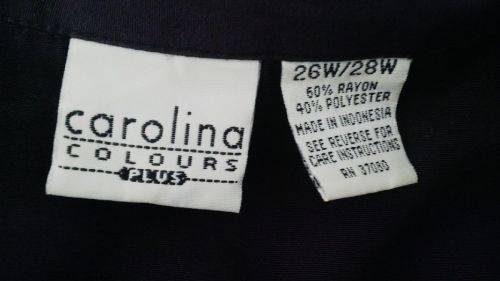 carolina
COLOURS
PLUS
26W/28W
60% RAYON
40% POLYESTER
MADE IN INDONESIA
SEE REVERSE FOR
CARE INSTRUCTIONS
RN 37080